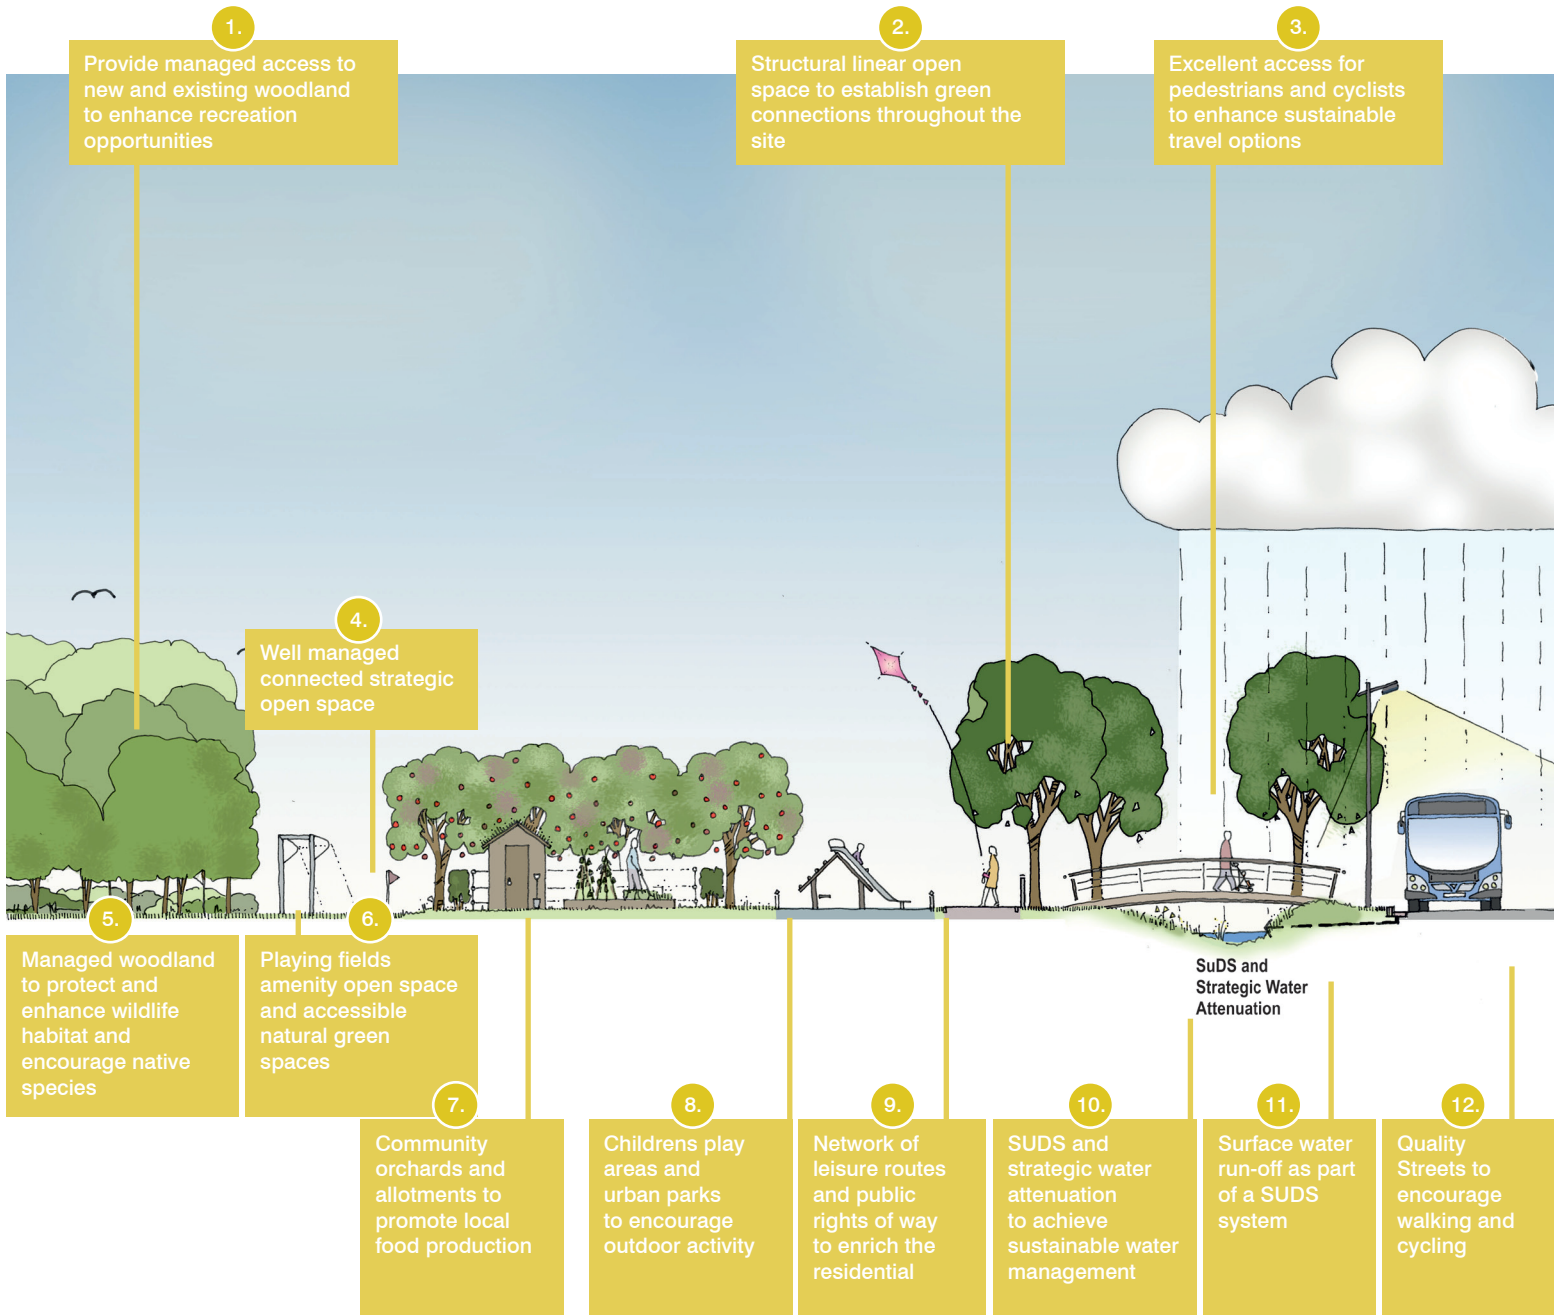 1.
Provide managed access to
new and existing woodland
to enhance recreation
opportunities
2.
Structural linear open
space to establish green
connections throughout the
site
3.
Excellent access for
pedestrians and cyclists
to enhance sustainable
travel options
4.
Well managed
connected strategic
open space
5.
Managed woodland
to protect and
enhance wildlife
habitat and
encourage native
species
6.
Playing fields
amenity open space
and accessible
natural green
spaces
SuDS and
Strategic Water
Attenuation
7.
Community
orchards and
allotments to
promote local
food production
8.
Childrens play
areas and
urban parks
to encourage
outdoor activity
9.
Network of
leisure routes
and public
rights of way
to enrich the
residential
10.
SUDS and
strategic water
attenuation
to achieve
sustainable water
management
11.
Surface water
run-off as part
of a SUDS
system
12.
Quality
Streets to
encourage
walking and
cycling